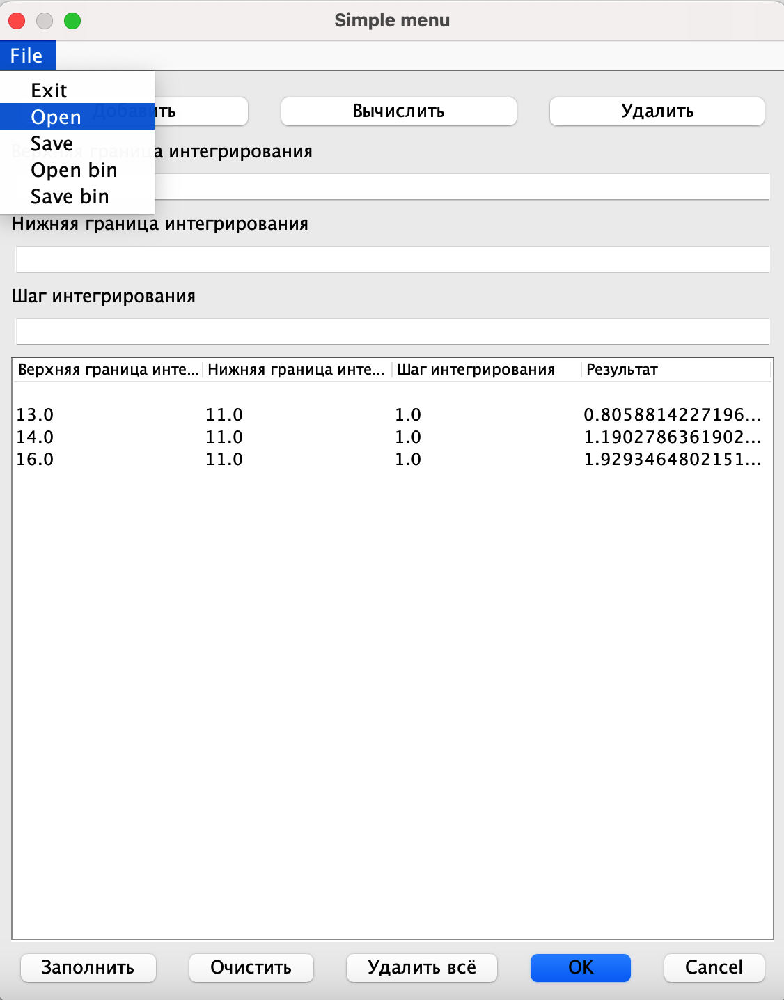 Simple menu
File
Exit
Open
Save
Open bin
Save bin
Добавить
Вычислить
Удалить
Верхняя граница интегрирования
Нижняя граница интегрирования
Шаг интегрирования
Верхняя граница инте... Нижняя граница инте... Шаг интегрирования Результат
13.0 11.0 1.0 0.8058814227196...
14.0 11.0 1.0 1.1902786361902...
16.0 11.0 1.0 1.9293464802151...
Заполнить Очистить Удалить всё OK Cancel